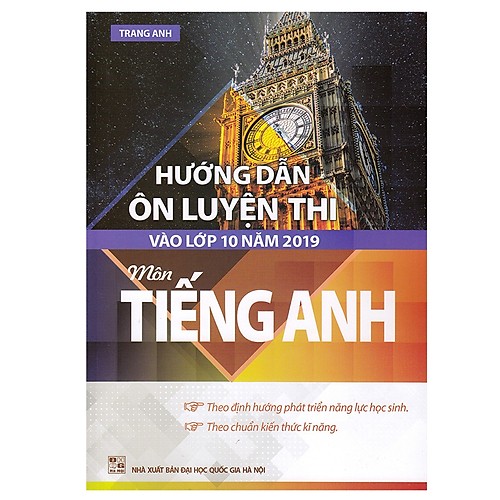 TRANG ANH
HƯỚNG DẪN
ÔN LUYỆN THI
VÀO LỚP 10 NĂM 2019
Môn
TIẾNG ANH
Theo định hướng phát triển năng lực học sinh.
Theo chuẩn kiến thức kĩ năng.
NHÀ XUẤT BẢN ĐẠI HỌC QUỐC GIA HÀ NỘI